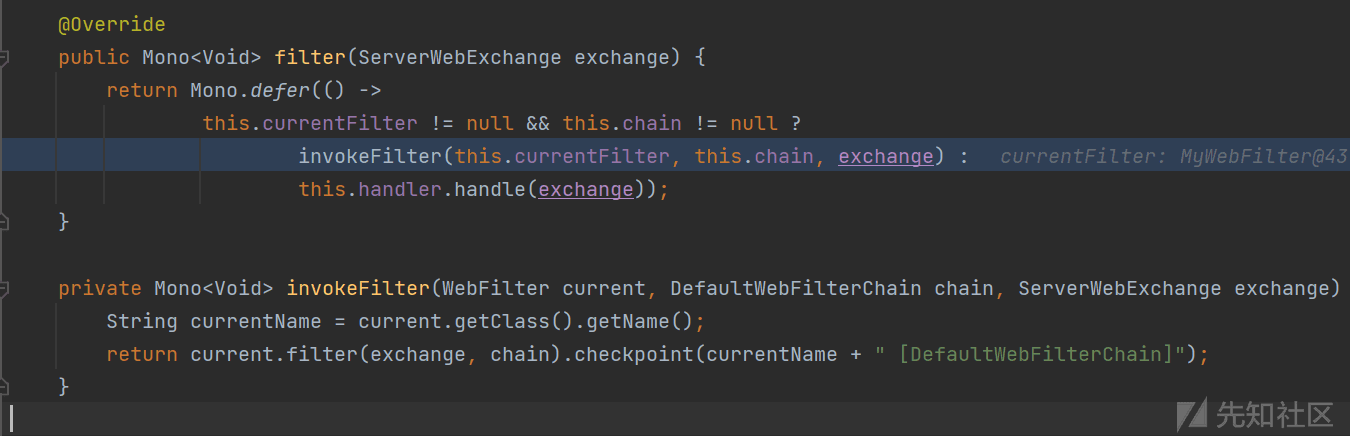 @Override
public Mono<Void> filter(ServerWebExchange exchange) {
return Mono.defer(() ->
this.currentFilter != null && this.chain != null ?
invokeFilter(this.currentFilter, this.chain, exchange) : currentFilter: MyWebFilter@43
this.handler.handle(exchange));
}
private Mono<Void> invokeFilter(WebFilter current, DefaultWebFilterChain chain, ServerWebExchange exchange)
String currentName = current.getClass().getName();
return current.filter(exchange, chain).checkpoint(currentName + " [DefaultWebFilterChain]");
}
先知社区